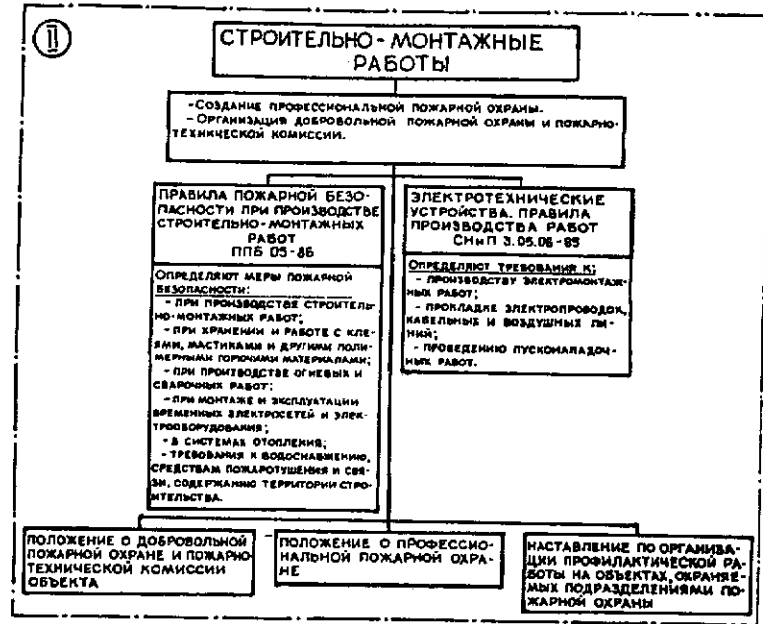 II
СТРОИТЕЛЬНО-МОНТАЖНЫЕ
РАБОТЫ
-СОЗДАНИЕ ПРОФЕССИОНАЛЬНОЙ ПОЖАРНОЙ ОХРАНЫ.
-ОРГАНИЗАЦИЯ ДОБРОВОЛЬНОЙ ПОЖАРНОЙ ОХРАНЫ И ПОЖАРНО-
ТЕХНИЧЕСКОЙ КОМИССИИ.
ПРАВИЛА ПОЖАРНОЙ БЕЗО-
ПАСНОСТИ ПРИ ПРОИЗВОДСТВЕ
СТРОИТЕЛЬНО-МОНТАЖНЫХ
РАБОТ
ППБ 05-86
ОПРЕДЕЛЯЮТ МЕРЫ ПОЖАРНОЙ
БЕЗОПАСНОСТИ:
- ПРИ ПРОИЗВОДСТВЕ СТРОИТЕЛЬ-
НО-МОНТАЖНЫХ РАБОТ;
- ПРИ ХРАНЕНИИ И РАБОТЕ С КЛЕ-
ЯМИ, МАСТИКАМИ И ДРУГИМИ ПОЛИ-
МЕРНЫМИ ГОРЮЧИМИ МАТЕРИАЛАМИ;
- ПРИ ПРОИЗВОДСТВЕ ОГНЕВЫХ И
СВАРОЧНЫХ РАБОТ;
- ПРИ МОНТАЖЕ И ЭКСПЛУАТАЦИИ
ВРЕМЕННЫХ ЭЛЕКТРОСЕТЕЙ И ЭЛЕК-
ТРООБОРУДОВАНИЯ;
- В СИСТЕМАХ ОТОПЛЕНИЯ;
- ТРЕБОВАНИЯ К ВОДОСНАБЖЕНИЮ,
СРЕДСТВАМ ПОЖАРОТУШЕНИЯ И СВЯ-
ЗИ, СОДЕРЖАНИЮ ТЕРРИТОРИИ СТРО-
ИТЕЛЬСТВА.
ЭЛЕКТРОТЕХНИЧЕСКИЕ
УСТРОЙСТВА. ПРАВИЛА
ПРОИЗВОДСТВА РАБОТ
СНиП 3.05.06-85
ОПРЕДЕЛЯЮТ ТРЕБОВАНИЯ К:
- ПРОИЗВОДСТВУ ЭЛЕКТРОМОНТАЖ-
НЫХ РАБОТ;
- ПРОКЛАДКЕ ЭЛЕКТРОПРОВОДОК,
КАБЕЛЬНЫХ И ВОЗДУШНЫХ ЛИ-
НИЙ;
- ПРОВЕДЕНИЮ ПУСКОНАЛАДОЧ-
НЫХ РАБОТ.
ПОЛОЖЕНИЕ О ДОБРОВОЛЬНОЙ
ПОЖАРНОЙ ОХРАНЕ И ПОЖАРНО-
ТЕХНИЧЕСКОЙ КОМИССИИ
ОБЪЕКТА
ПОЛОЖЕНИЕ О ПРОФЕССИО-
НАЛЬНОЙ ПОЖАРНОЙ ОХРА-
НЕ
НАСТАВЛЕНИЕ ПО ОРГАНИЗА-
ЦИИ ПРОФИЛАКТИЧЕСКОЙ РА-
БОТЫ НА ОБЪЕКТАХ, ОХРАНЯЕ-
МЫХ ПОДРАЗДЕЛЕНИЯМИ ПО-
ЖАРНОЙ ОХРАНЫ